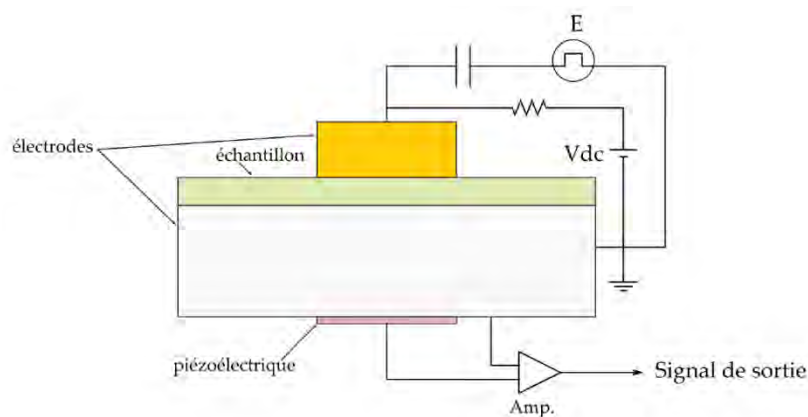 E
électrodes
échantillon
Vdc
piézoélectrique
Signal de sortie
Amp.